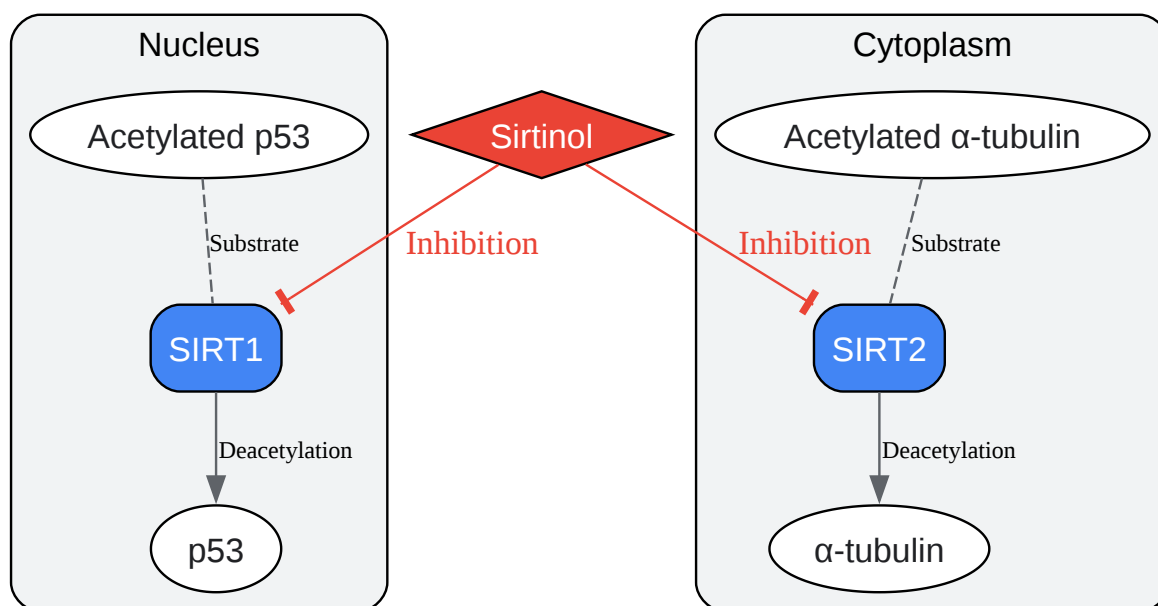 Nucleus
Cytoplasm
Acetylated p53
Sirtinol
Acetylated α-tubulin
Substrate
Inhibition
Inhibition
Substrate
SIRT1
SIRT2
Deacetylation
Deacetylation
p53
α-tubulin